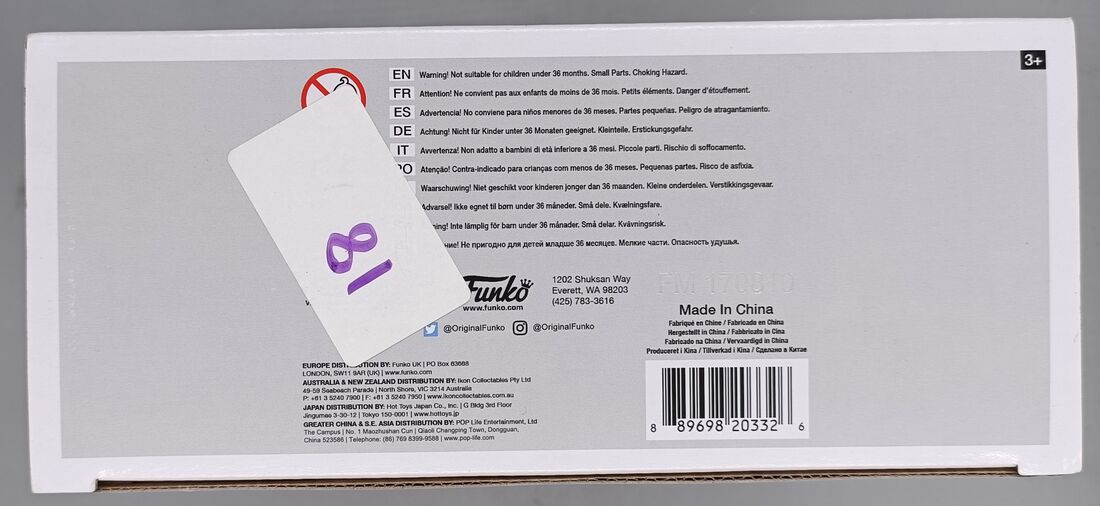 3+
EN Warning! Not suitable for children under 36 months. Small Parts. Choking Hazard.
FR Attention! Ne convient pas aux enfants de moins de 36 mois. Petits éléments. Danger d'étouffement.
ES Advertencia! No conviene para niños menores de 36 meses. Partes pequeñas. Peligro de atragantamiento.
DE Achtung! Nicht für Kinder unter 36 Monaten geeignet. Kleinteile. Erstickungsgefahr.
IT Avvertenza! Non adatto a bambini di età inferiore a 36 mesi. Piccole parti. Rischio di soffocamento.
PO Atenção! Contra-indicado para crianças com menos de 36 meses. Pequenas partes. Risco de asfixia.
Waarschuwing! Niet geschikt voor kinderen jonger dan 36 maanden. Kleine onderdelen. Verstikkingsgevaar.
Advarsel! Ikke egnet til børn under 36 måneder. Små dele. Kvælningsfare.
ning! Inte lämplig för barn under 36 månader. Små delar. Kvävningsrisk.
ние! Не пригодно для детей младше 36 месяцев. Мелкие части. Опасность удушья.
18
Funko
www.funko.com
1202 Shuksan Way
Everett, WA 98203
(425) 783-3616
@OriginalFunko @OriginalFunko
FM 170810
Made In China
Fabriqué en Chine / Fabricado en China
Hergestellt in China / Fabbricato in Cina
Fabricado na China / Vervaardigd in China
Produceret i Kina / Tillverkad i Kina / Сделано в Китае
EUROPE DISTRIBUTION BY: Funko UK | PO Box 63688
LONDON, SW11 9AR (UK) | www.funko.com
AUSTRALIA & NEW ZEALAND DISTRIBUTION BY: Ikon Collectables Pty Ltd
49-59 Seabeach Parade | North Shore, VIC 3214 Australia
P: +61 3 5240 7900 | F: +61 3 5240 7950 | www.ikoncollectables.com.au
JAPAN DISTRIBUTION BY: Hot Toys Japan Co., Inc. | G Bldg 3rd Floor
Jingumae 3-30-12 | Tokyo 150-0001 | www.hottoys.jp
GREATER CHINA & S.E. ASIA DISTRIBUTION BY: POP Life Entertainment, Ltd
The Campus | No. 1 Maozhushan Cun | Qiaoli Changping Town, Dongguan,
China 523586 | Telephone: (86) 769 8399-9588 | www.pop-life.com
8 89698 20332 6